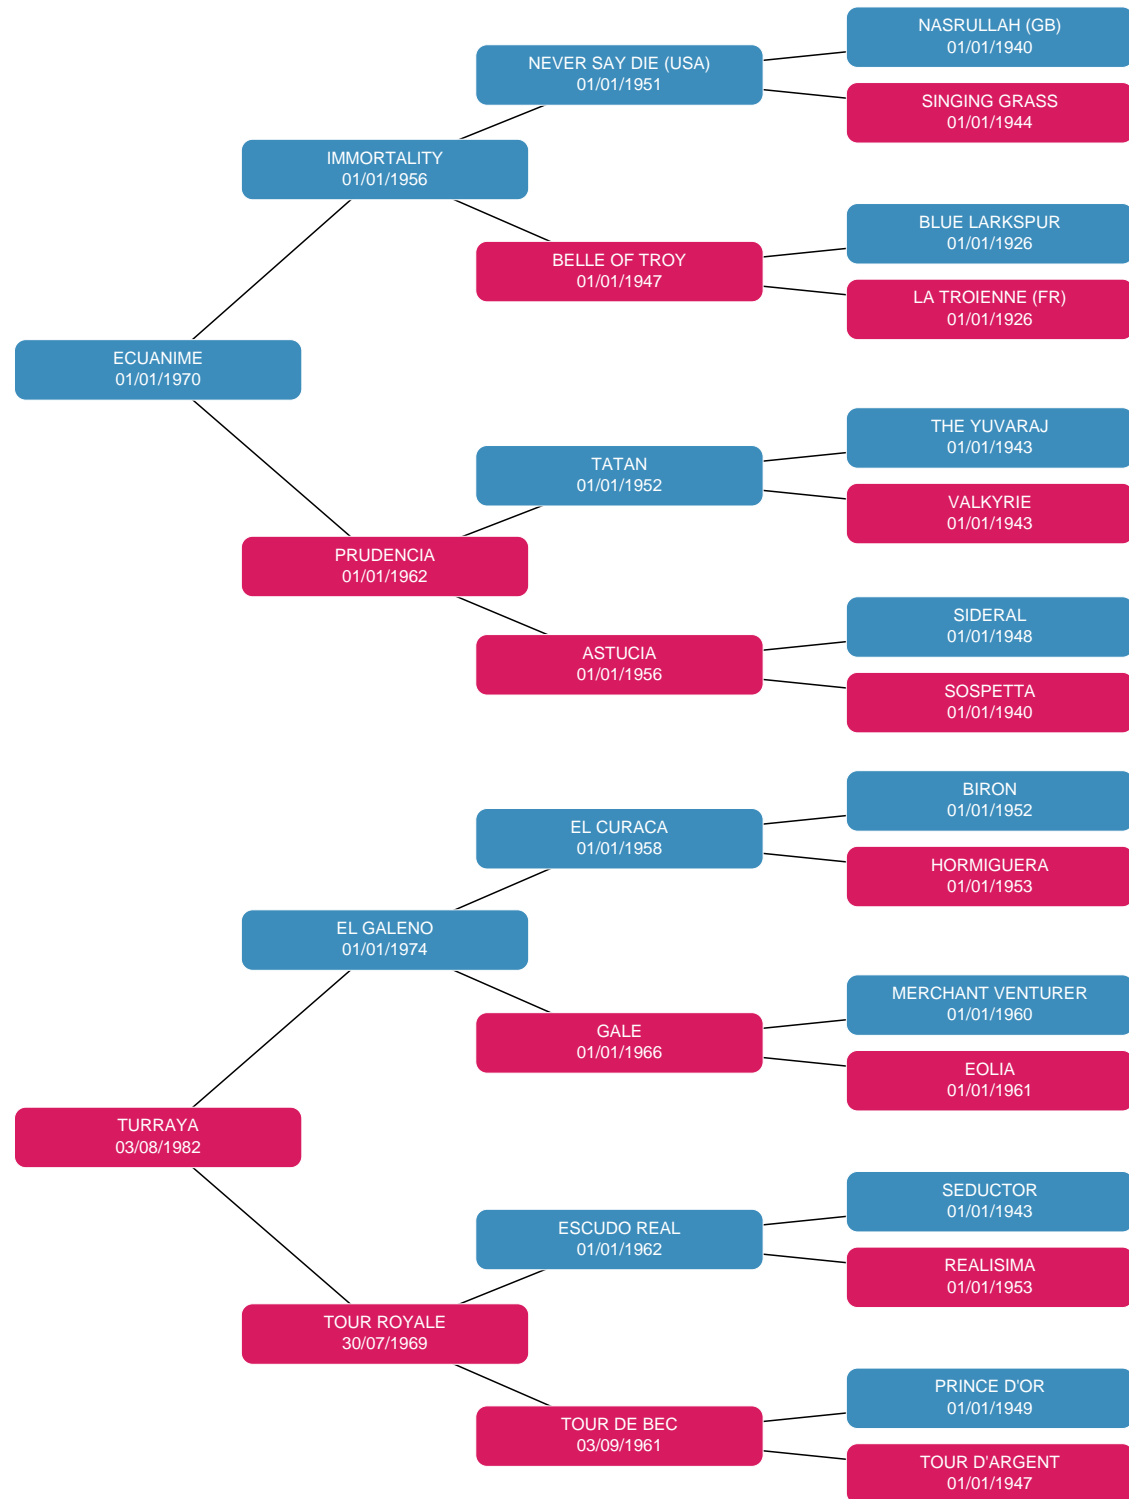 NASRULLAH (GB)
01/01/1940
NEVER SAY DIE (USA)
01/01/1951
SINGING GRASS
01/01/1944
IMMORTALITY
01/01/1956
BLUE LARKSPUR
01/01/1926
BELLE OF TROY
01/01/1947
LA TROIENNE (FR)
01/01/1926
ECUANIME
01/01/1970
THE YUVARAJ
01/01/1943
TATAN
01/01/1952
VALKYRIE
01/01/1943
PRUDENCIA
01/01/1962
SIDERAL
01/01/1948
ASTUCIA
01/01/1956
SOSPETTA
01/01/1940
BIRON
01/01/1952
EL CURACA
01/01/1958
HORMIGUERA
01/01/1953
EL GALENO
01/01/1974
MERCHANT VENTURER
01/01/1960
GALE
01/01/1966
EOLIA
01/01/1961
TURRAYA
03/08/1982
SEDUCTOR
01/01/1943
ESCUDO REAL
01/01/1962
REALISIMA
01/01/1953
TOUR ROYALE
30/07/1969
PRINCE D'OR
01/01/1949
TOUR DE BEC
03/09/1961
TOUR D'ARGENT
01/01/1947